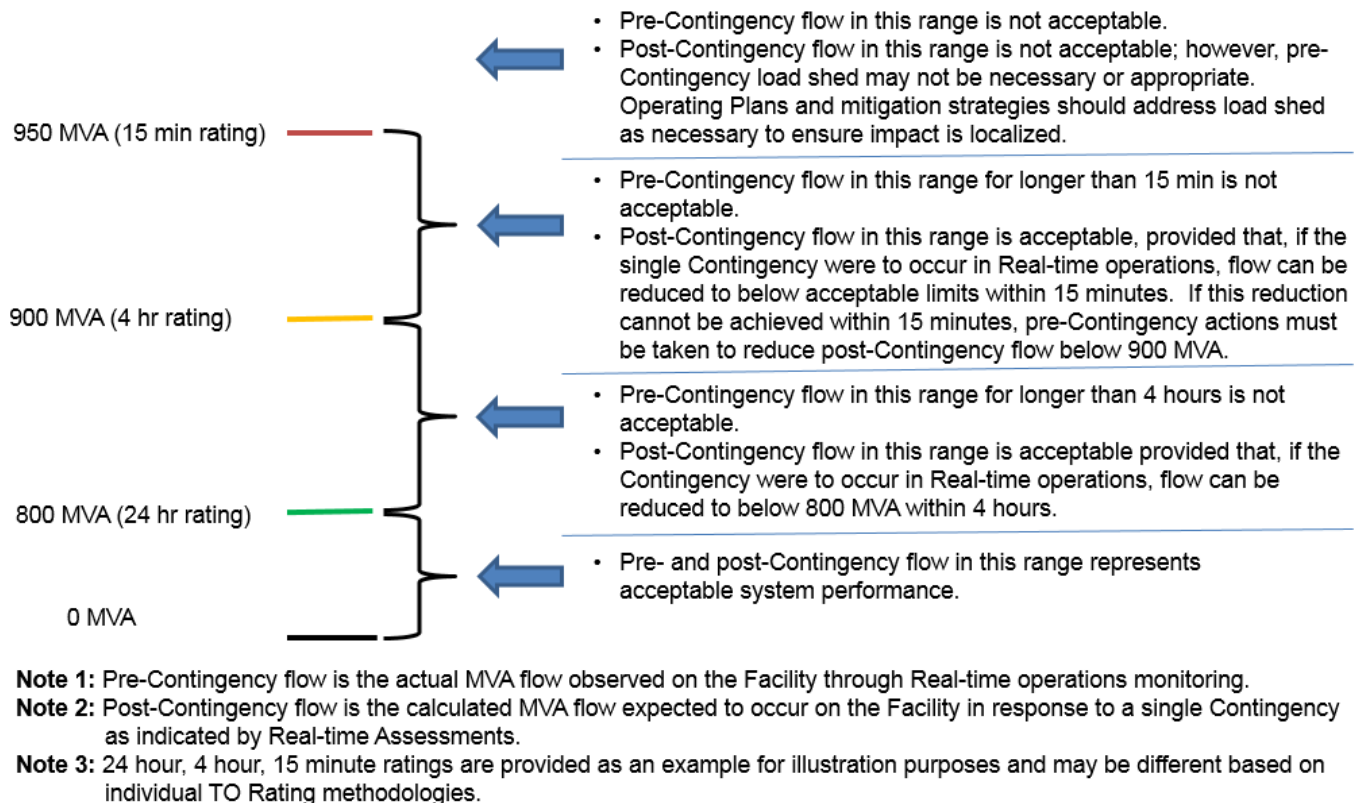 • Pre-Contingency flow in this range is not acceptable.
• Post-Contingency flow in this range is not acceptable; however, pre-
Contingency load shed may not be necessary or appropriate.
Operating Plans and mitigation strategies should address load shed
as necessary to ensure impact is localized.
950 MVA (15 min rating)
• Pre-Contingency flow in this range for longer than 15 min is not
acceptable.
• Post-Contingency flow in this range is acceptable, provided that, if the
single Contingency were to occur in Real-time operations, flow can be
reduced to below acceptable limits within 15 minutes. If this reduction
cannot be achieved within 15 minutes, pre-Contingency actions must
be taken to reduce post-Contingency flow below 900 MVA.
900 MVA (4 hr rating)
• Pre-Contingency flow in this range for longer than 4 hours is not
acceptable.
• Post-Contingency flow in this range is acceptable provided that, if the
Contingency were to occur in Real-time operations, flow can be
reduced to below 800 MVA within 4 hours.
800 MVA (24 hr rating)
• Pre- and post-Contingency flow in this range represents
acceptable system performance.
0 MVA
Note 1: Pre-Contingency flow is the actual MVA flow observed on the Facility through Real-time operations monitoring.
Note 2: Post-Contingency flow is the calculated MVA flow expected to occur on the Facility in response to a single Contingency
as indicated by Real-time Assessments.
Note 3: 24 hour, 4 hour, 15 minute ratings are provided as an example for illustration purposes and may be different based on
individual TO Rating methodologies.